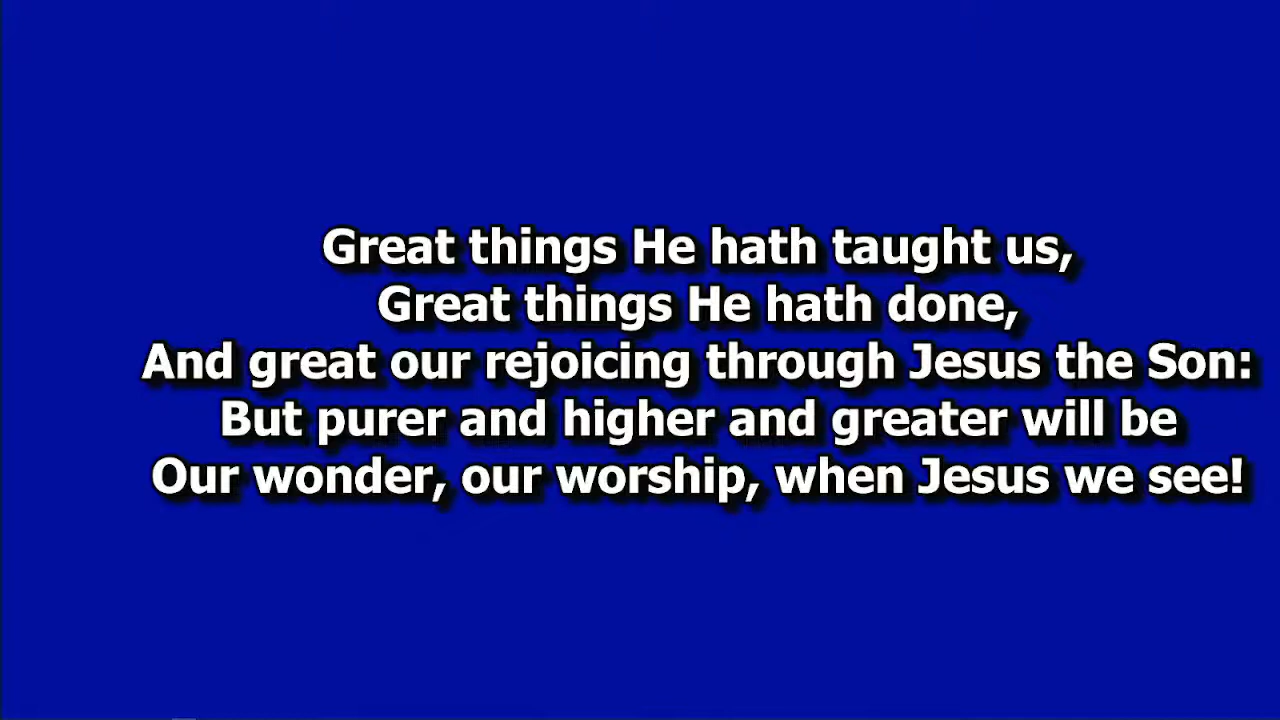 Great things He hath taught us,
Great things He hath done,
And great our rejoicing through Jesus the Son:
But purer and higher and greater will be
Our wonder, our worship, when Jesus we see!